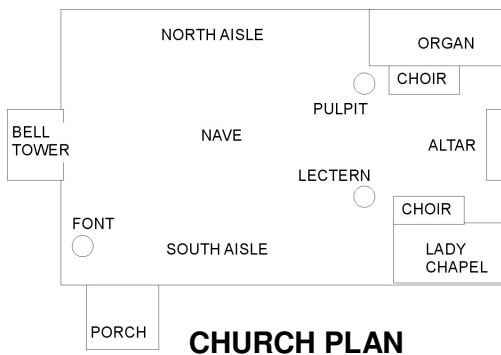 NORTH AISLE
ORGAN
CHOIR
PULPIT
BELL
TOWER
NAVE
ALTAR
LECTERN
CHOIR
FONT
SOUTH AISLE
LADY
CHAPEL
PORCH
CHURCH PLAN